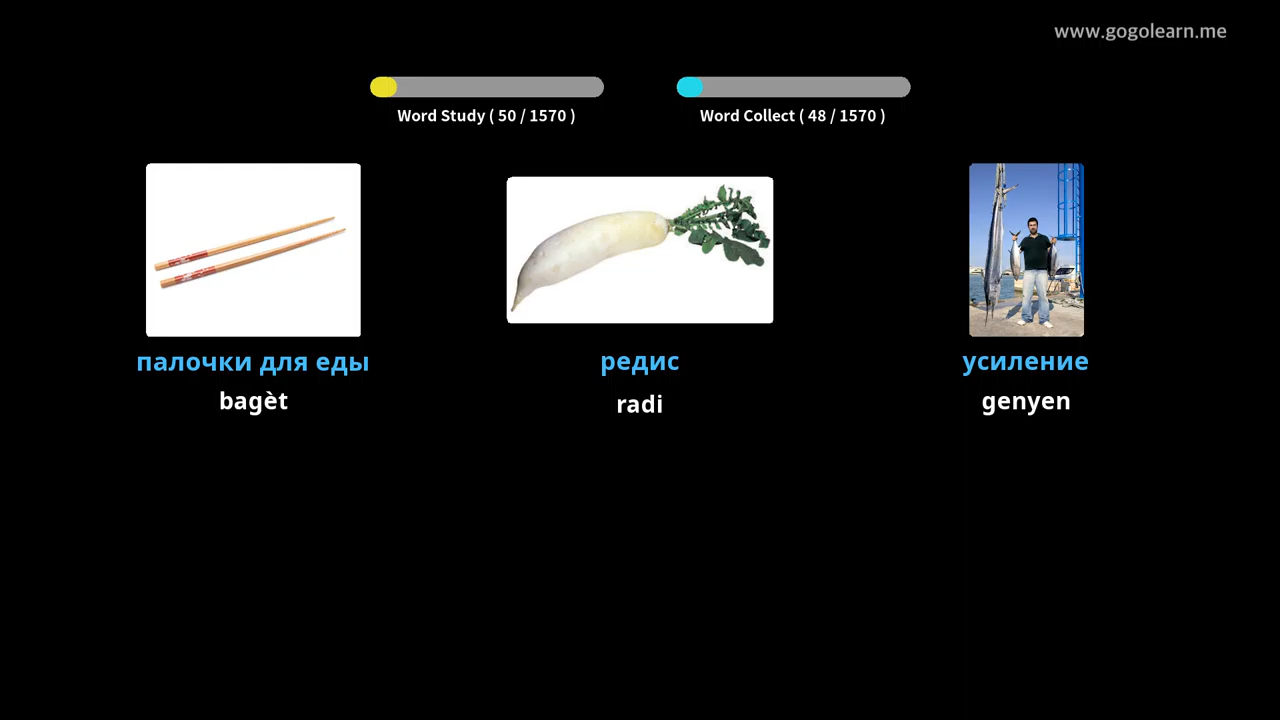 www.gogolearn.me
Word Study ( 50 / 1570 )
Word Collect ( 48 / 1570 )
палочки для еды
bagèt
редис
radi
усиление
genyen